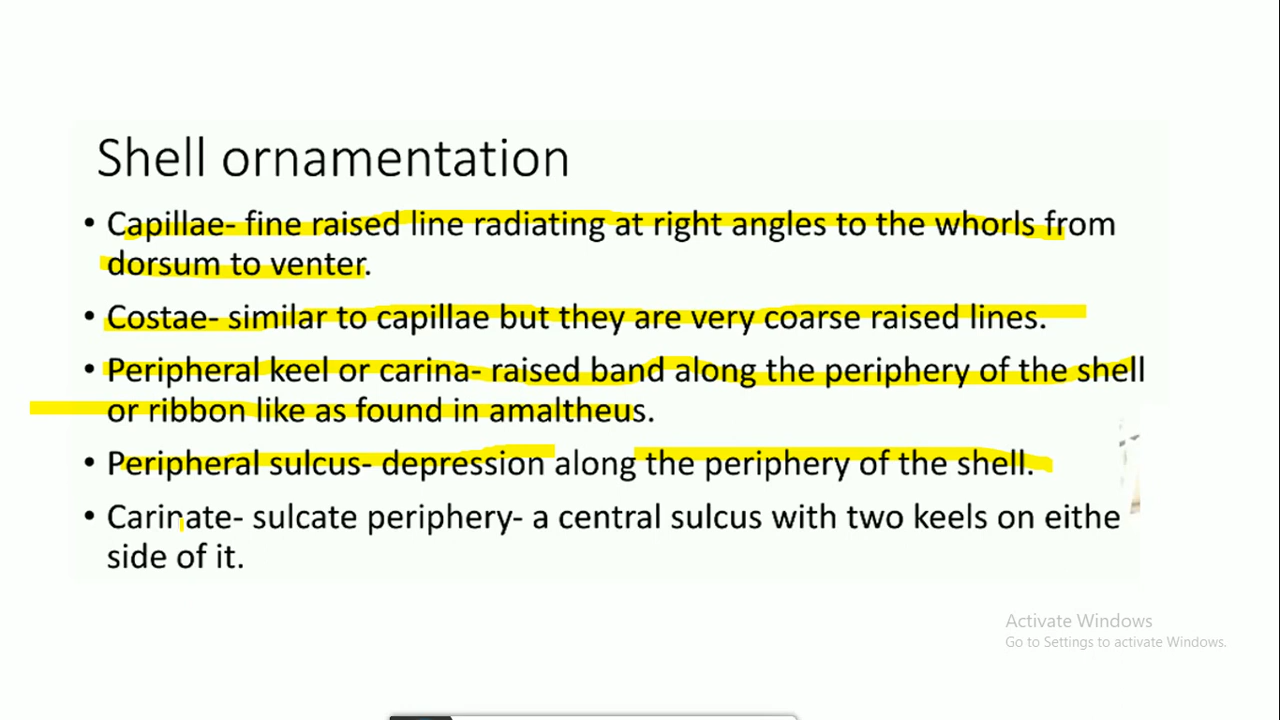 Shell ornamentation
• Capillae- fine raised line radiating at right angles to the whorls from
dorsum to venter.
• Costae- similar to capillae but they are very coarse raised lines.
• Peripheral keel or carina- raised band along the periphery of the shell
or ribbon like as found in amaltheus.
• Peripheral sulcus- depression along the periphery of the shell.
• Carinate- sulcate periphery- a central sulcus with two keels on eithe
side of it.
Activate Windows
Go to Settings to activate Windows.